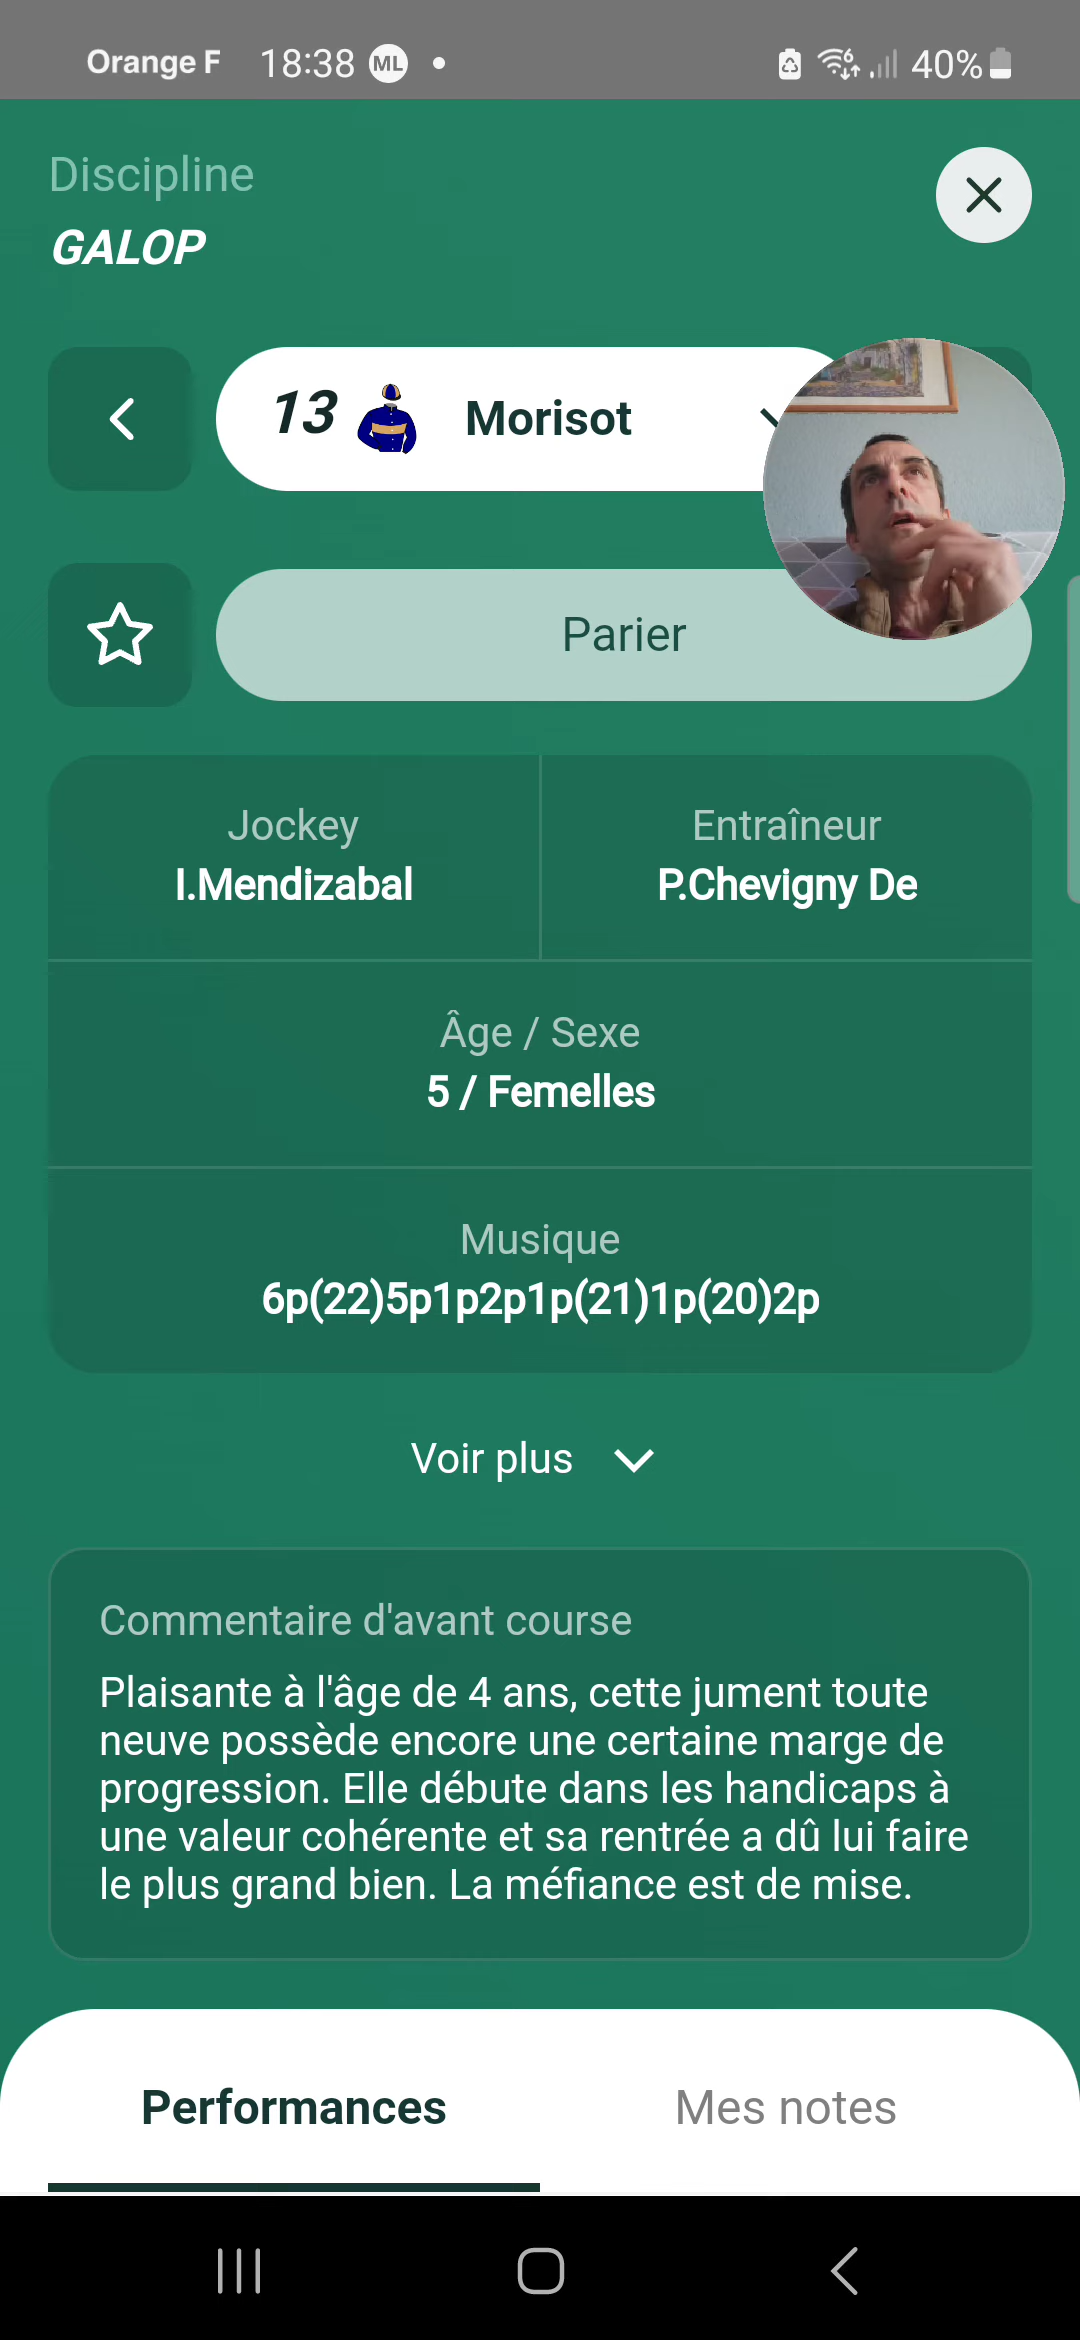 Orange F 18:38 ML 40%
Discipline
GALOP
13 Morisot
Parier
Jockey
I.Mendizabal
Entraîneur
P.Chevigny De
Âge / Sexe
5 / Femelles
Musique
6p(22)5p1p2p1p(21)1p(20)2p
Voir plus
Commentaire d'avant course
Plaisante à l'âge de 4 ans, cette jument toute
neuve possède encore une certaine marge de
progression. Elle débute dans les handicaps à
une valeur cohérente et sa rentrée a dû lui faire
le plus grand bien. La méfiance est de mise.
Performances
Mes notes